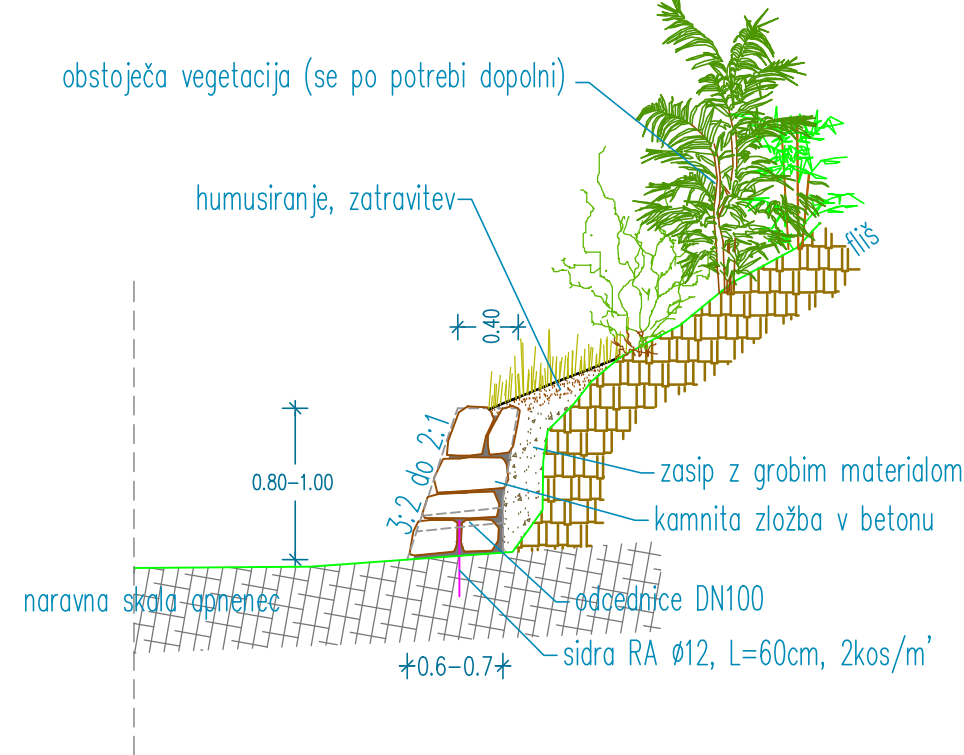 obstoječa vegetacija (se po potrebi dopolni)
humusiranje, zatravitev
fliš
0.40
3:2 do 2:1
0.80-1.00
zasip z grobim materialom
kamnita zložba v betonu
naravna skala apnenec
odcednice DN100
sidra RA Ø12, L=60cm, 2kos/m'
0.6-0.7